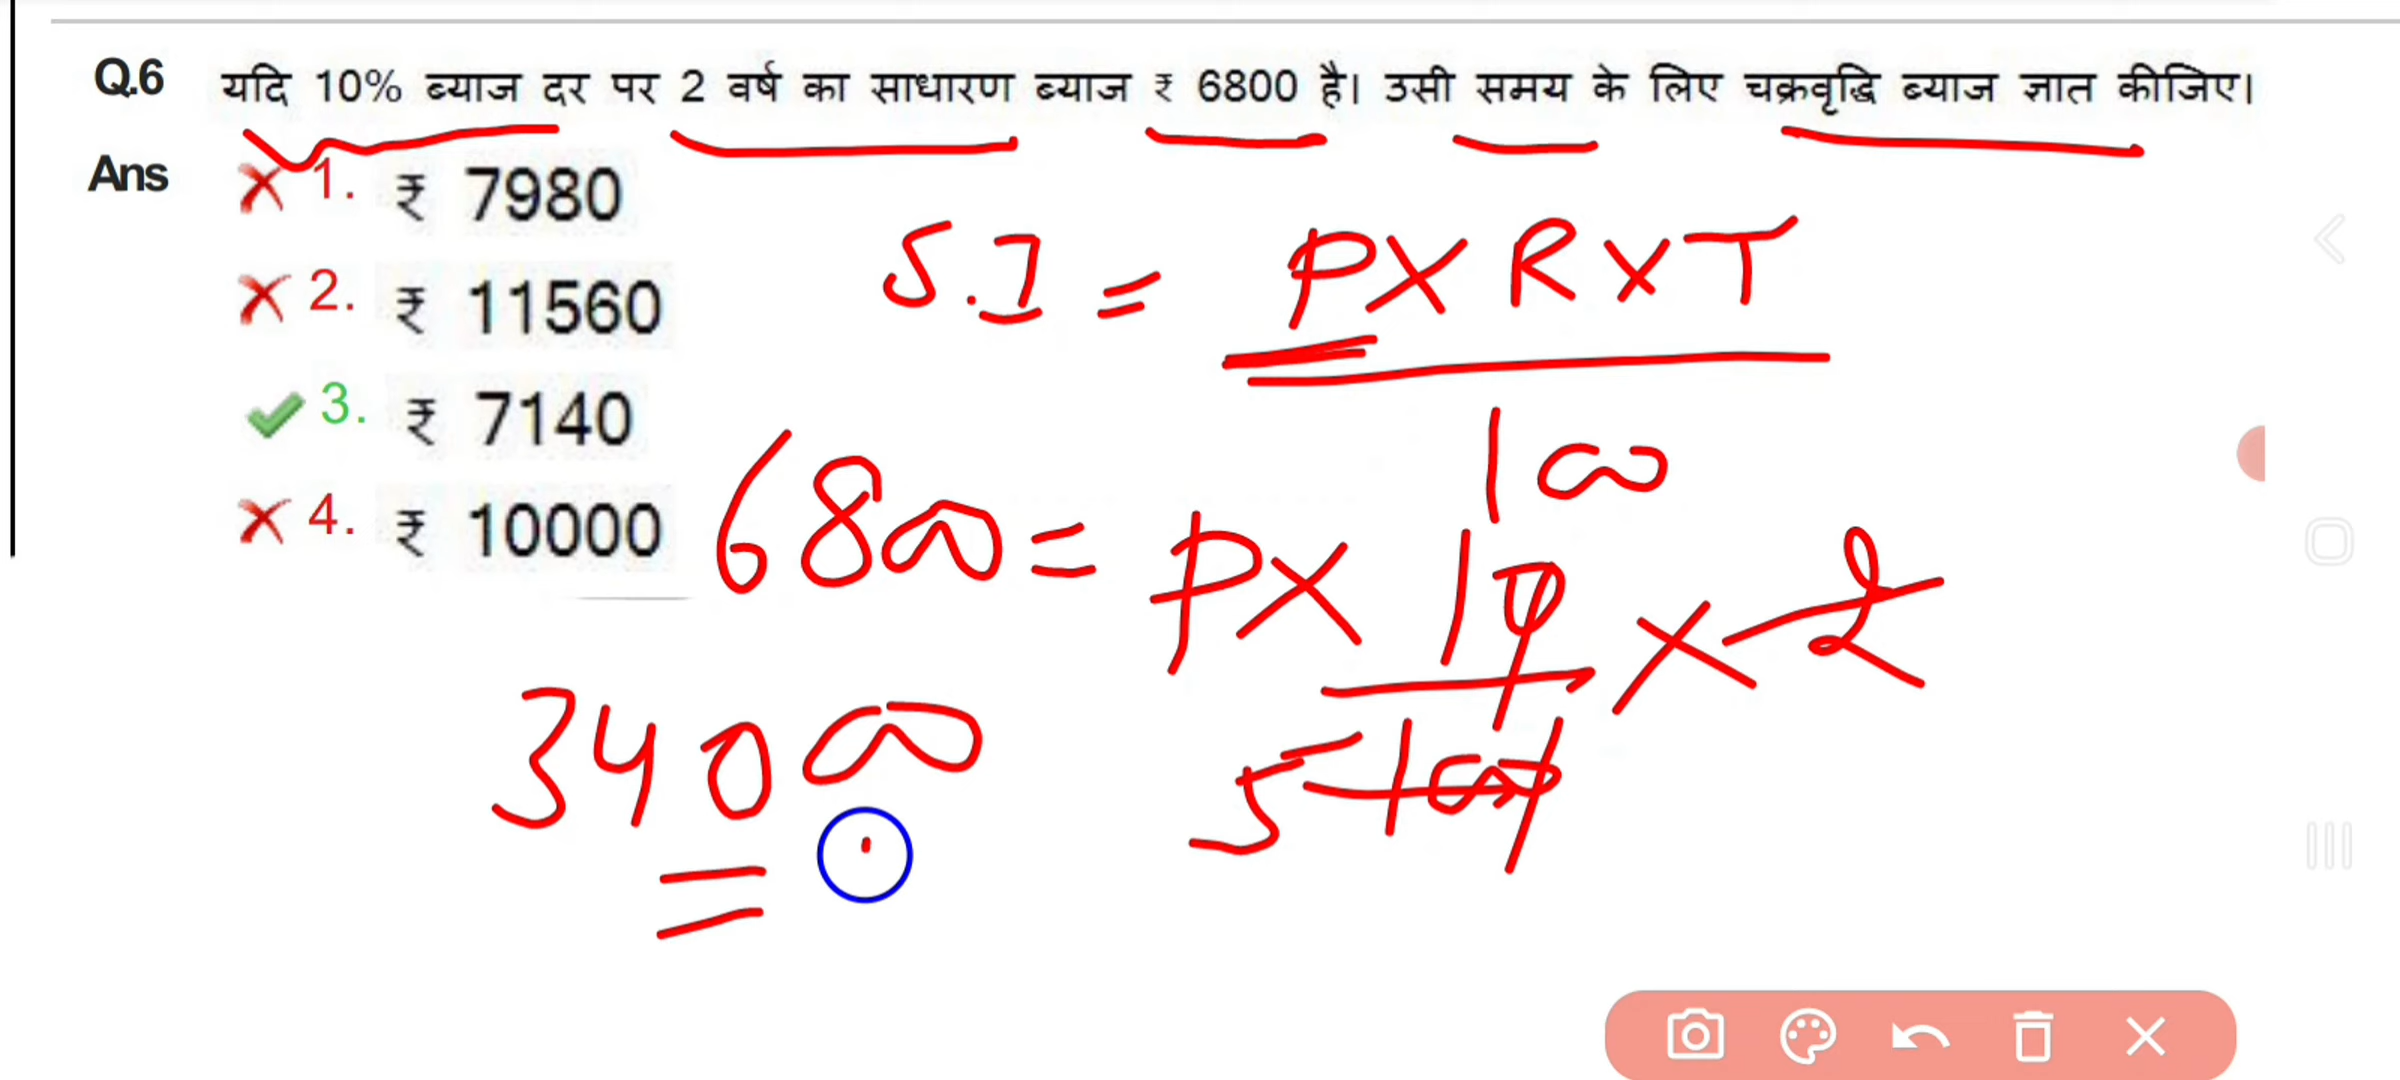 Q.6 यदि 10% ब्याज दर पर 2 वर्ष का साधारण ब्याज ₹ 6800 है। उसी समय के लिए चक्रवृद्धि ब्याज ज्ञात कीजिए।
Ans 1. ₹ 7980
2. ₹ 11560
3. ₹ 7140
4. ₹ 10000
S.I = P X R X T
100
6800 = P X 10 X 2
5 100
34000